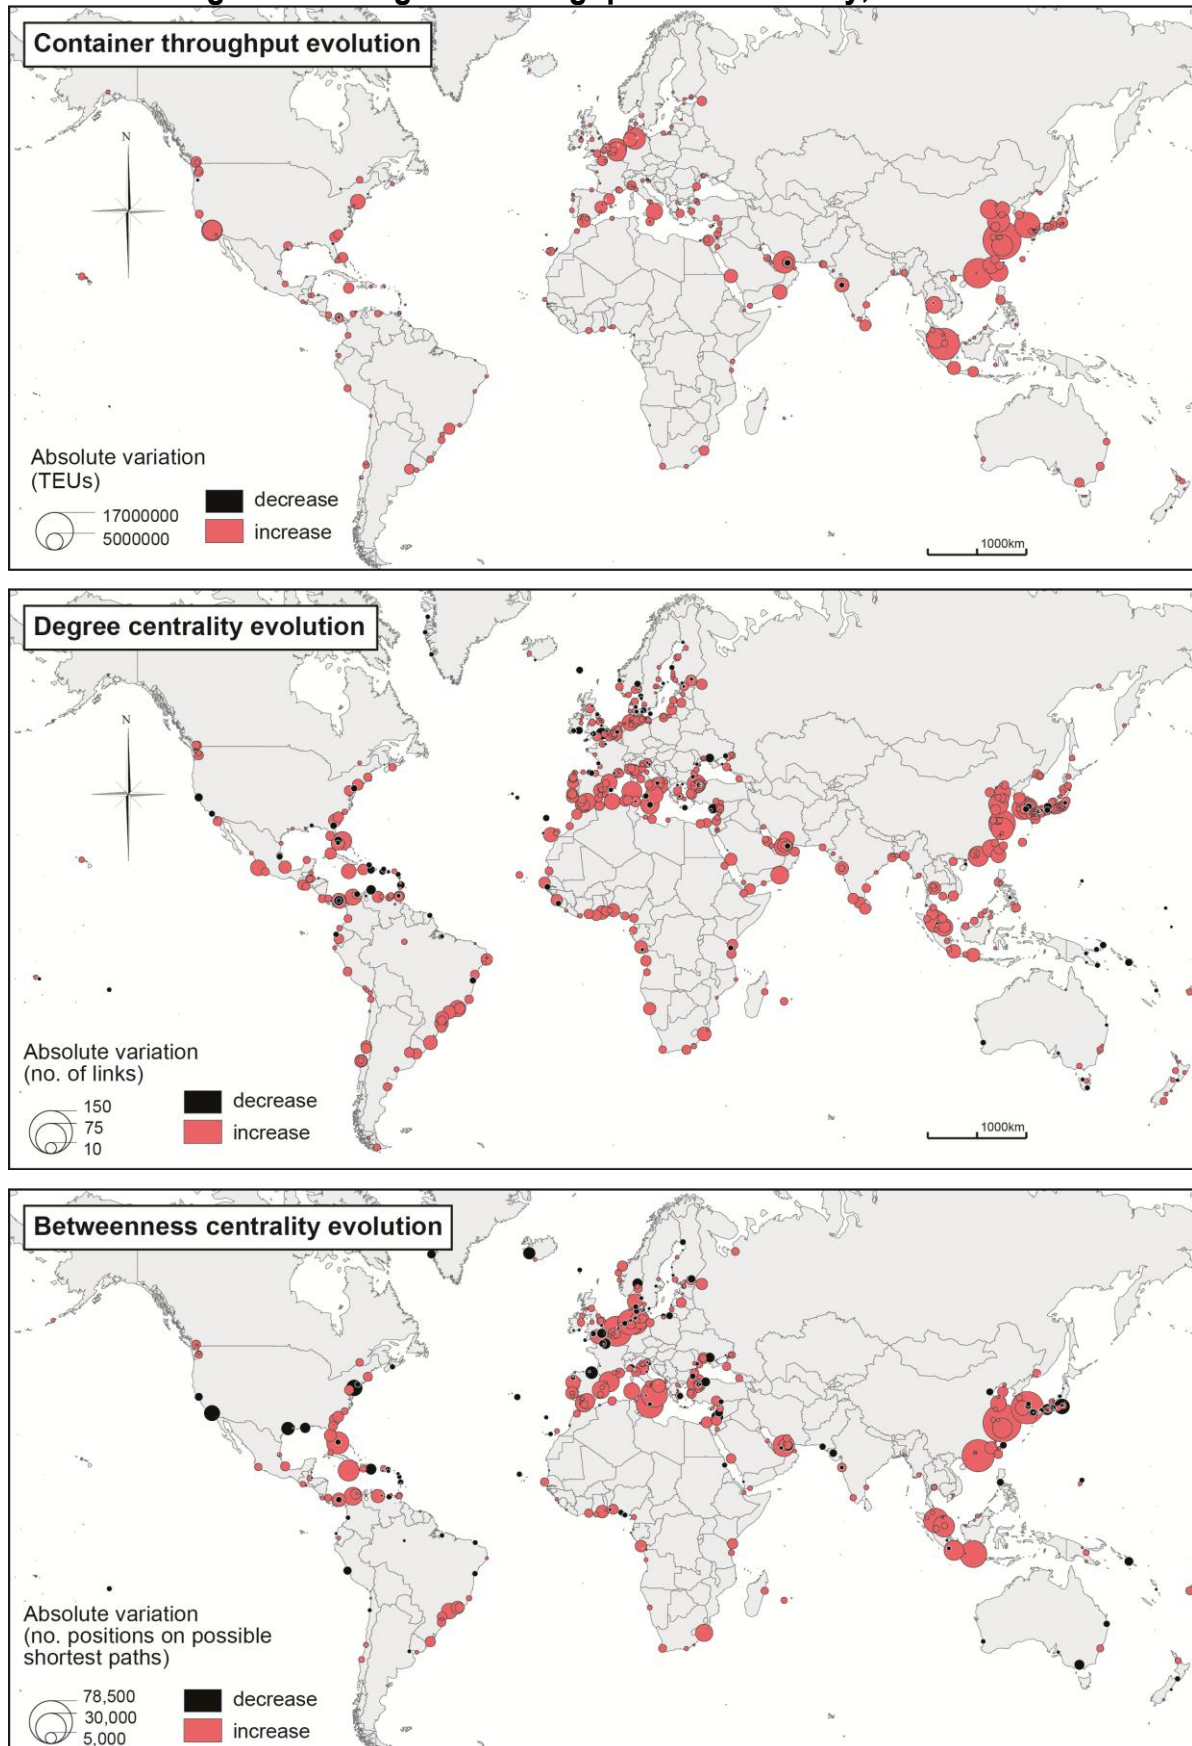 Container throughput evolution
N
Absolute variation
(TEUs)
17000000
5000000
decrease
increase
1000km
Degree centrality evolution
N
Absolute variation
(no. of links)
150
75
10
decrease
increase
1000km
Betweenness centrality evolution
Absolute variation
(no. positions on possible
shortest paths)
78,500
30,000
5,000
decrease
increase